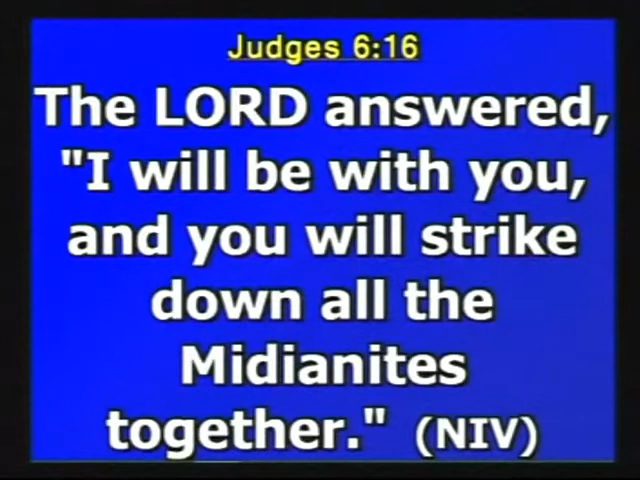 Judges 6:16
The LORD answered,
"I will be with you,
and you will strike
down all the
Midianites
together." (NIV)